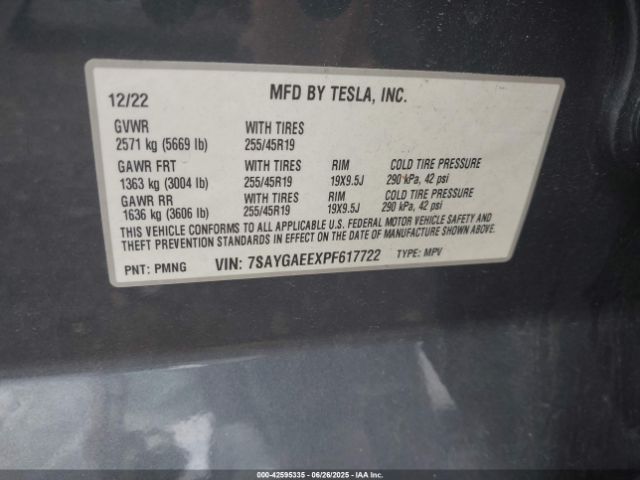 12/22 MFD BY TESLA, INC.
GVWR WITH TIRES
2571 kg (5669 lb) 255/45R19
GAWR FRT WITH TIRES RIM COLD TIRE PRESSURE
1363 kg (3004 lb) 255/45R19 19X9.5J 290 kPa, 42 psi
GAWR RR WITH TIRES RIM COLD TIRE PRESSURE
1636 kg (3606 lb) 255/45R19 19X9.5J 290 kPa, 42 psi
THIS VEHICLE CONFORMS TO ALL APPLICABLE U.S. FEDERAL MOTOR VEHICLE SAFETY AND
THEFT PREVENTION STANDARDS IN EFFECT ON THE DATE OF MANUFACTURE SHOWN ABOVE.
PNT: PMNG VIN: 7SAYGAEEXPF617722 TYPE: MPV
000-42595335 - 06/26/2025 - IAA Inc.